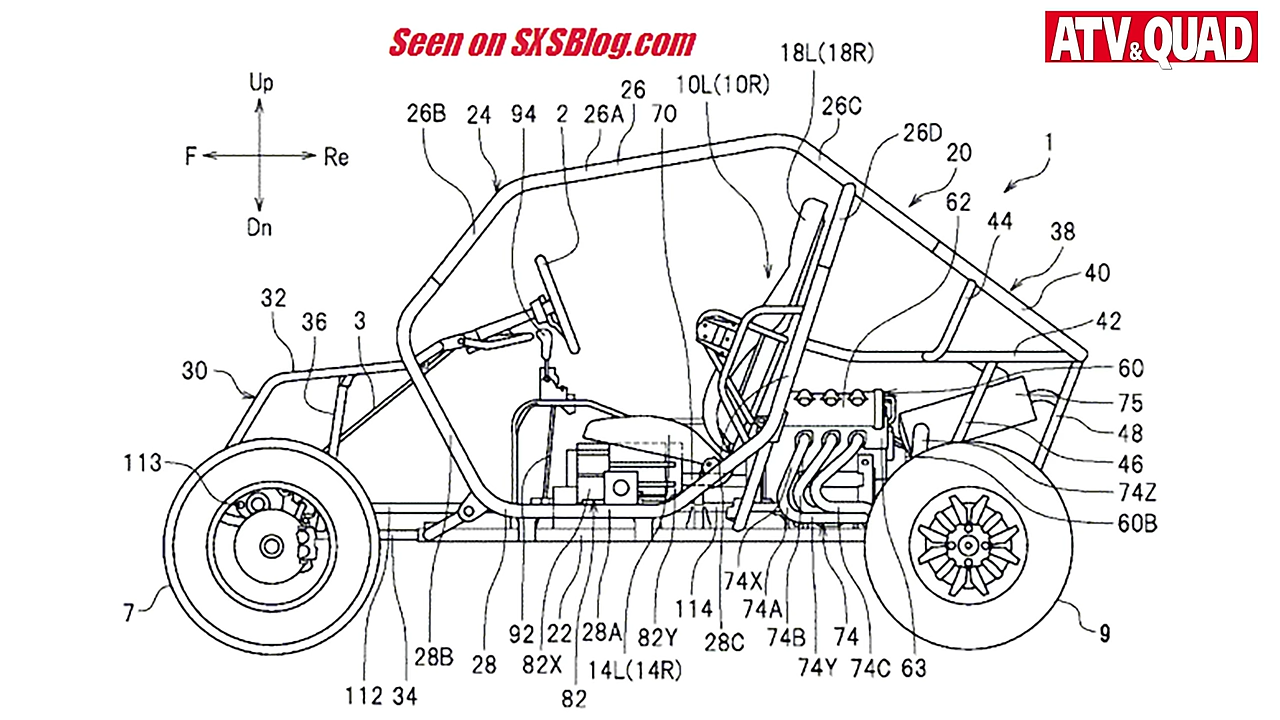 Seen on SXSBlog.com
ATV&QUAD
18L(18R)
10L(10R)
Up
26
26C
26B
24
94
2
26A
70
26D
1
F
Re
20
62
Dn
44
38
40
32
36
3
42
30
60
75
48
113
46
74Z
60B
7
74X
114
74A
92
22
28A
82Y
28C
74B
74
9
28B
28
82X
14L(14R)
74Y
74C
63
112
34
82